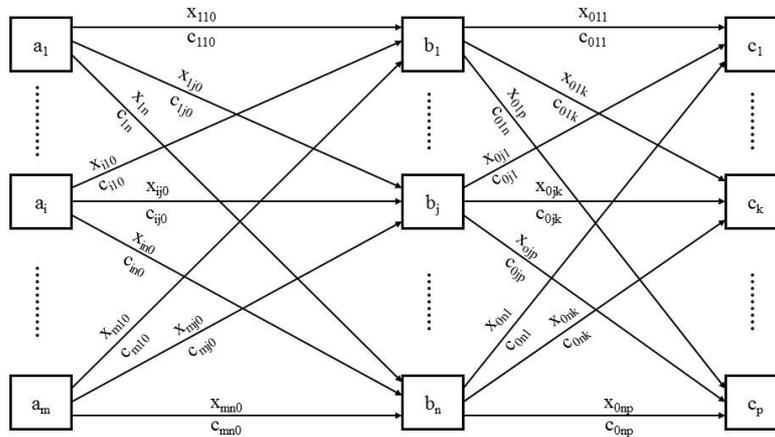 x₁₁₀
c₁₁₀
x₀₁₁
c₀₁₁
a₁
b₁
c₁
x₁ⱼ₀
c₁ⱼ₀
x₁ₙ
c₁ₙ
x₀₁ₚ
c₀₁ₙ
x₀₁ₖ
c₀₁ₖ
xᵢ₁₀
cᵢ₁₀
x₀ⱼ₁
c₀ⱼ₁
xᵢⱼ₀
cᵢⱼ₀
x₀ⱼₖ
c₀ⱼₖ
aᵢ
bⱼ
cₖ
xᵢₙ₀
cᵢₙ₀
xₒⱼₚ
c₀ⱼₚ
xₘ₁₀
cₘ₁₀
xₘⱼ₀
cₘⱼ₀
x₀ₙ₁
c₀ₙ₁
x₀ₙₖ
c₀ₙₖ
aₘ
bₙ
cₚ
xₘₙ₀
cₘₙ₀
x₀ₙₚ
c₀ₙₚ